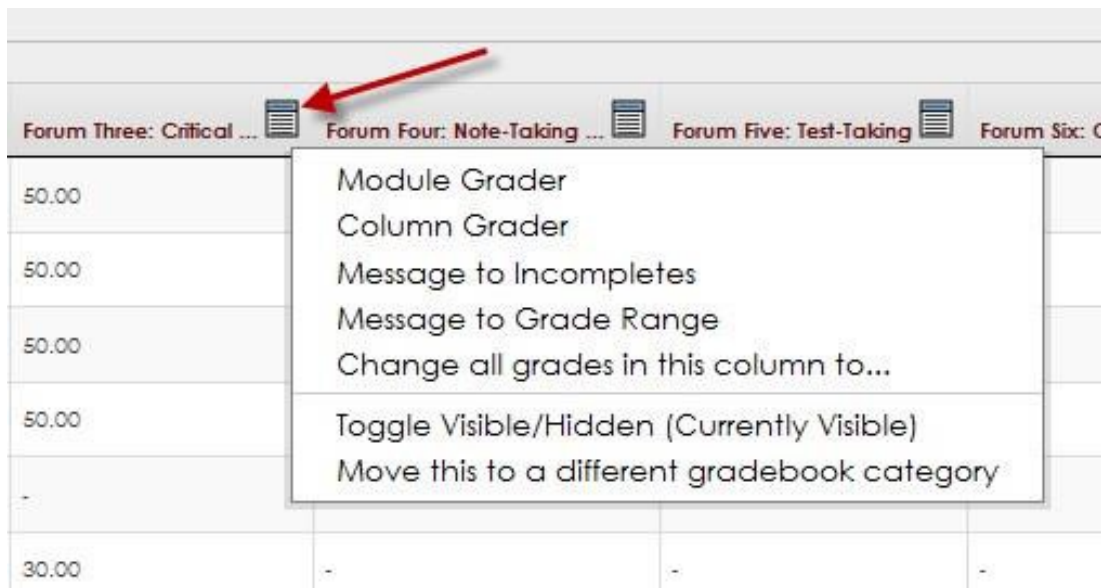 Forum Three: Critical ... Forum Four: Note-Taking ... Forum Five: Test-Taking Forum Six:
50.00
Module Grader
Column Grader
50.00
Message to Incompletes
Message to Grade Range
50.00
Change all grades in this column to...
50.00
Toggle Visible/Hidden (Currently Visible)
Move this to a different gradebook category
-
30.00 - - -